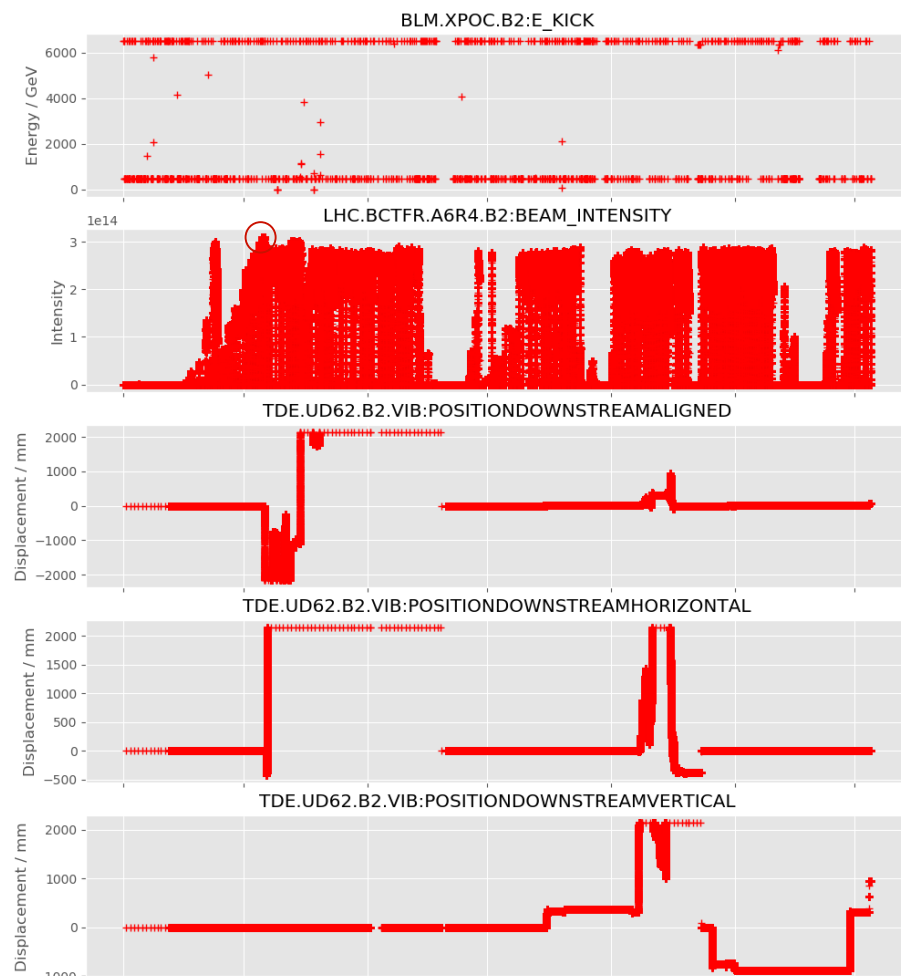 BLM.XPOC.B2:E_KICK
6000
4000
2000
0
Energy / GeV
LHC.BCTFR.A6R4.B2:BEAM_INTENSITY
1e14
3
2
1
0
Intensity
TDE.UD62.B2.VIB:POSITIONDOWNSTREAMALIGNED
2000
1000
0
−1000
−2000
Displacement / mm
TDE.UD62.B2.VIB:POSITIONDOWNSTREAMHORIZONTAL
2000
1500
1000
500
0
−500
Displacement / mm
TDE.UD62.B2.VIB:POSITIONDOWNSTREAMVERTICAL
2000
1000
0
−1000
Displacement / mm